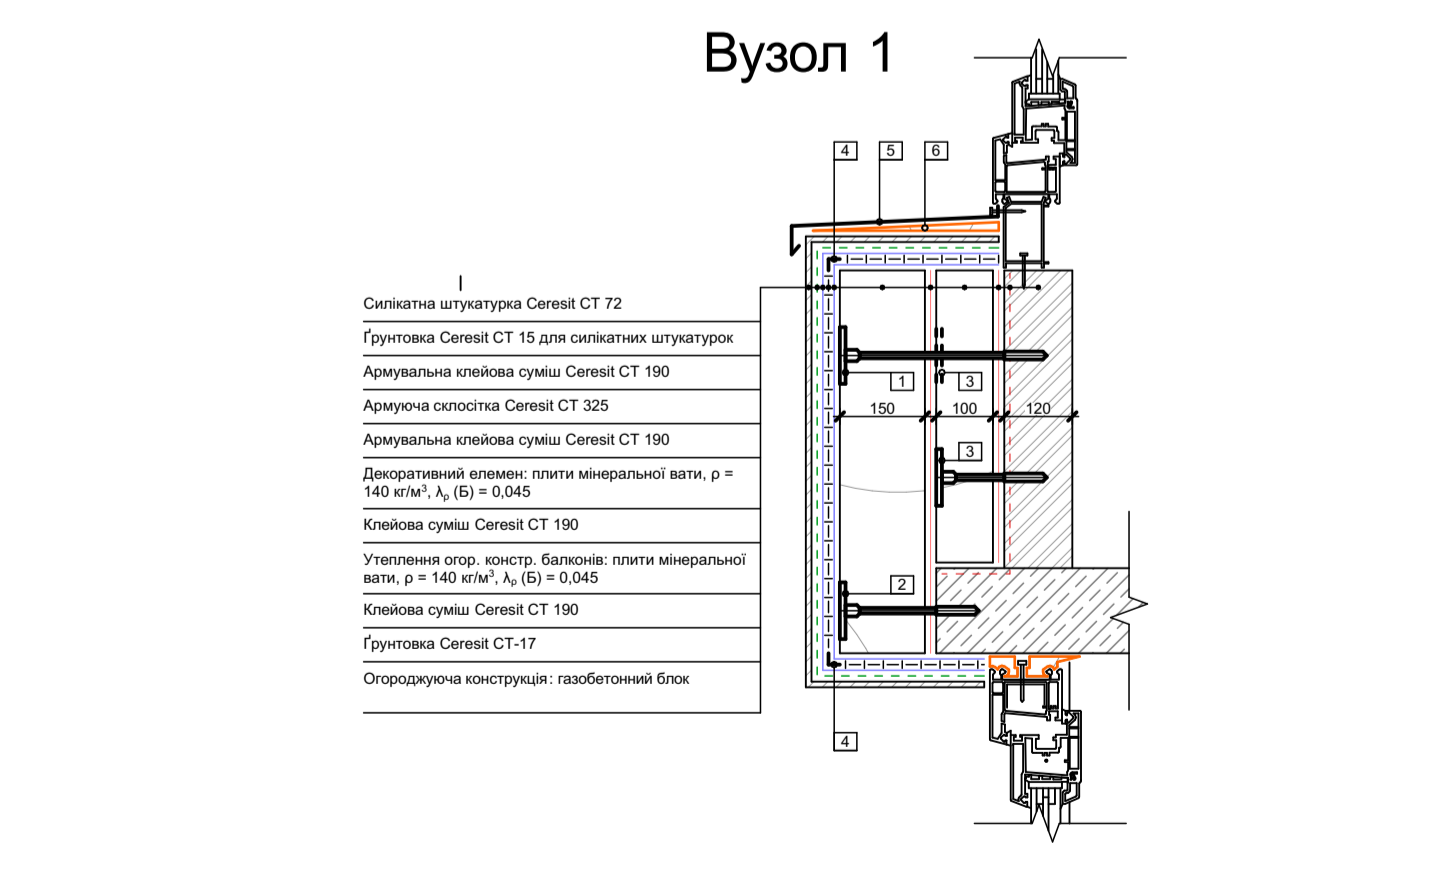 Вузол 1
4
5
6
Силікатна штукатурка Ceresit CT 72
Ґрунтовка Ceresit CT 15 для силікатних штукатурок
Армувальна клейова суміш Ceresit CT 190
Армуюча склосітка Ceresit CT 325
Армувальна клейова суміш Ceresit CT 190
Декоративний елемен: плити мінеральної вати, ρ =
140 кг/м³, λρ (Б) = 0,045
Клейова суміш Ceresit CT 190
Утеплення огор. констр. балконів: плити мінеральної
вати, ρ = 140 кг/м³, λρ (Б) = 0,045
Клейова суміш Ceresit CT 190
Ґрунтовка Ceresit CT-17
Огороджуюча конструкція: газобетонний блок
1
3
150
100
120
3
2
4